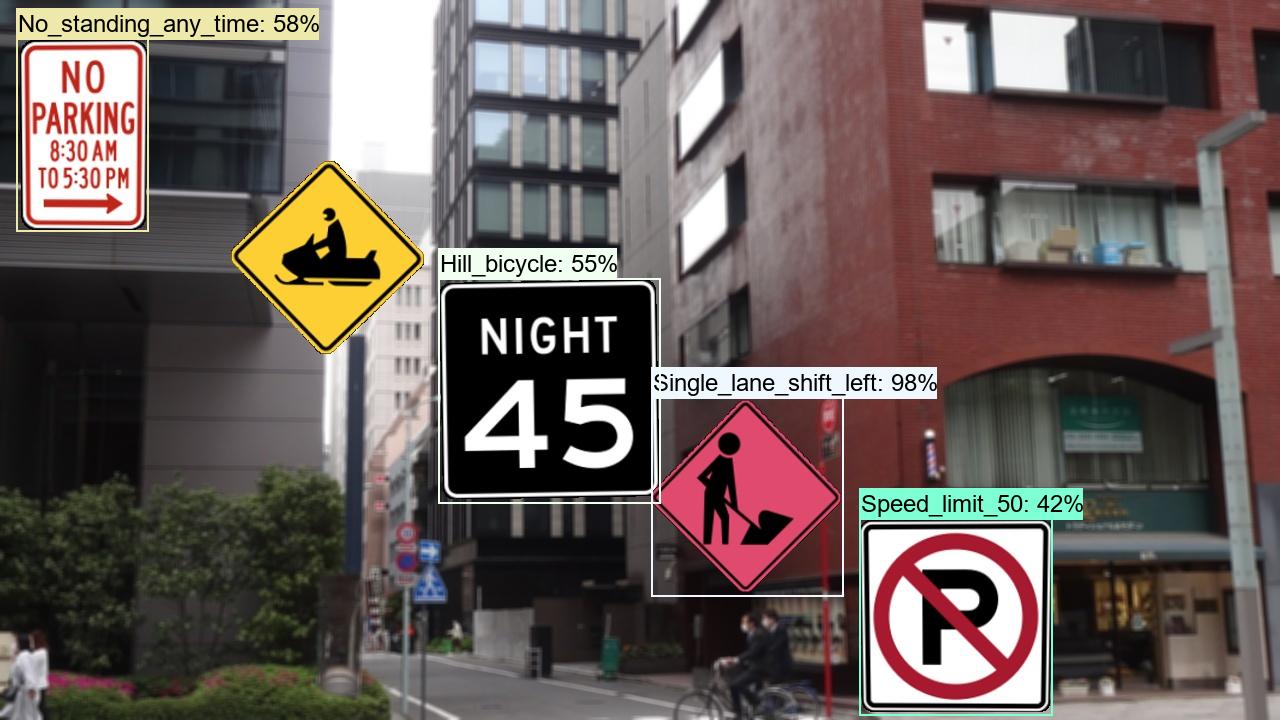 No_standing_any_time: 58%
NO
PARKING
8:30 AM
TO 5:30 PM
Hill_bicycle: 55%
NIGHT
45
Single_lane_shift_left: 98%
Speed_limit_50: 42%
P